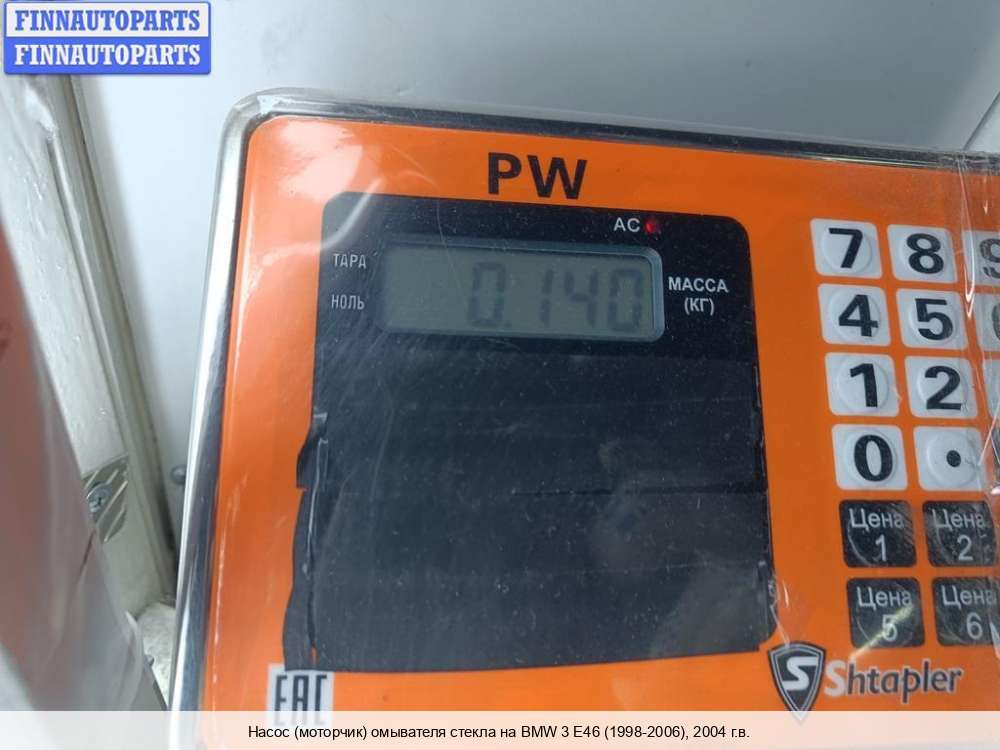 FINNAUTOPARTS
FINNAUTOPARTS
PW
AC
ТАРА
НОЛЬ
0.140
МАССА
(КГ)
7 8 9
4 5
1 2
0 .
Цена 1
Цена 2
Цена 5
Цена 6
S Shtapler
EAC
Насос (моторчик) омывателя стекла на BMW 3 E46 (1998-2006), 2004 г.в.